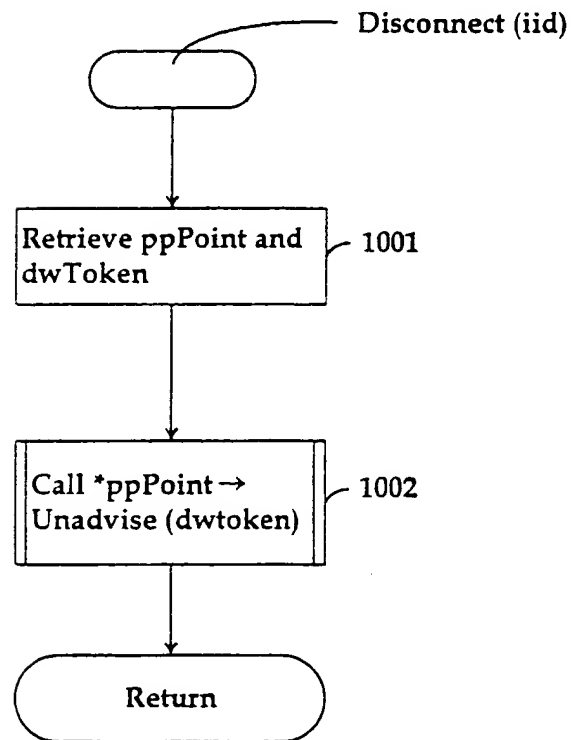 Disconnect (iid)
Retrieve ppPoint and
dwToken
1001
Call *ppPoint→
Unadvise (dwtoken)
1002
Return